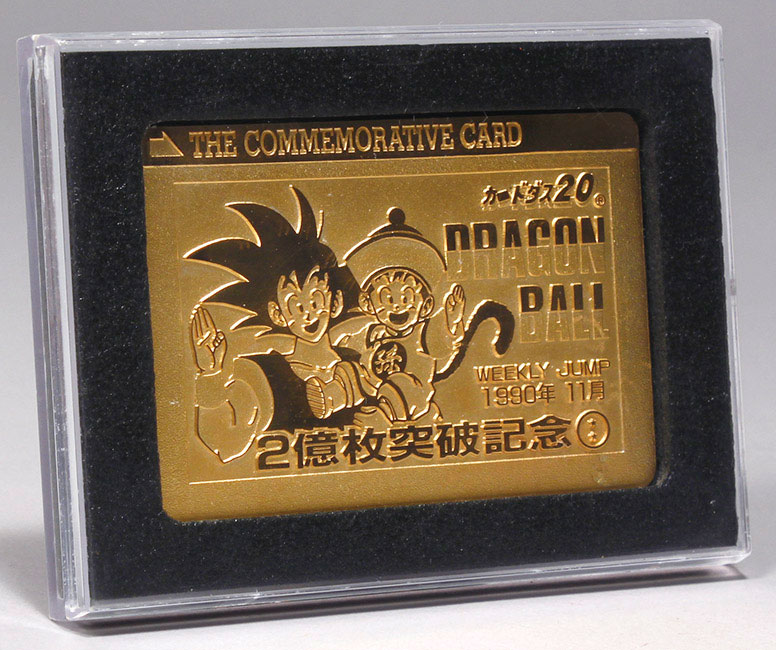 THE COMMEMORATIVE CARD
カードダス20®
DRAGON
BALL
孫
WEEKLY JUMP
1990年 11月
2億枚突破記念